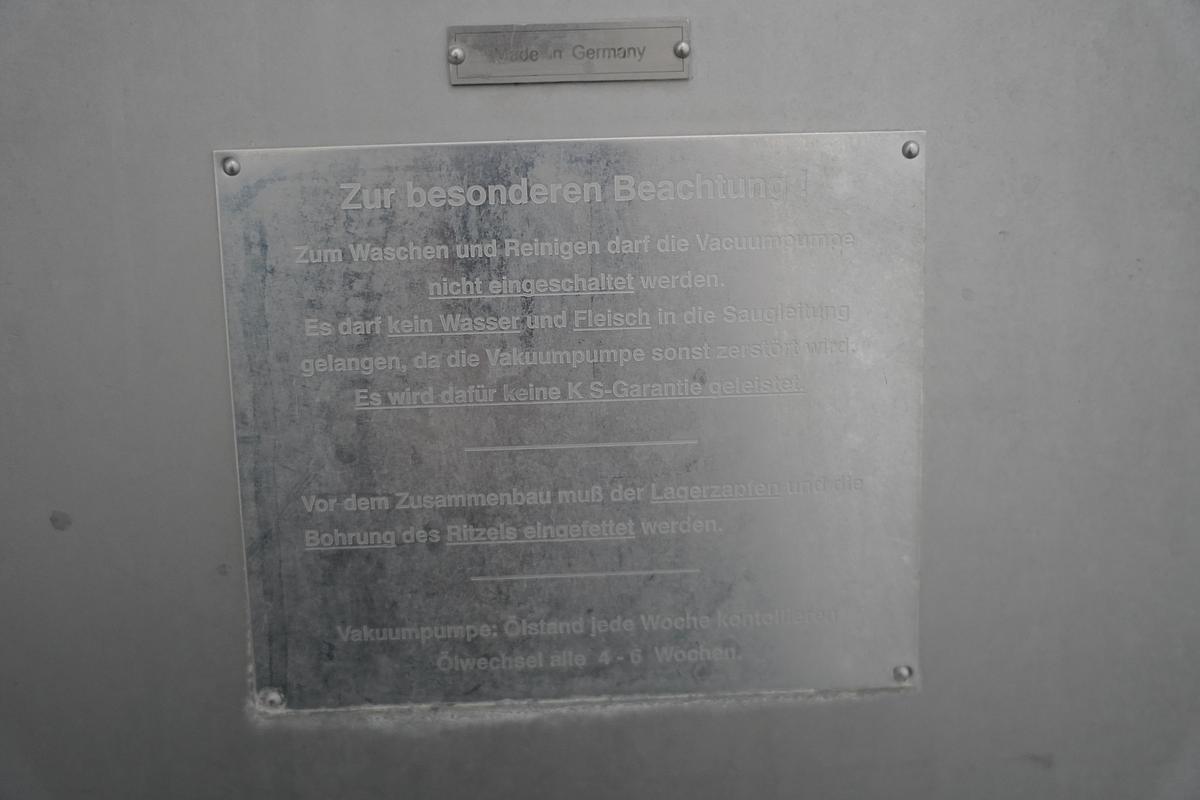 Made in Germany
Zur besonderen Beachtung !
Zum Waschen und Reinigen darf die Vacuumpumpe
nicht eingeschaltet werden.
Es darf kein Wasser und Fleisch in die Saugleitung
gelangen, da die Vakuumpumpe sonst zerstört wird.
Es wird dafür keine K S-Garantie geleistet.
Vor dem Zusammenbau muß der Lagerzapfen und die
Bohrung des Ritzels eingefettet werden.
Vakuumpumpe: Ölstand jede Woche kontollieren
Ölwechsel alle 4 - 6 Wochen.